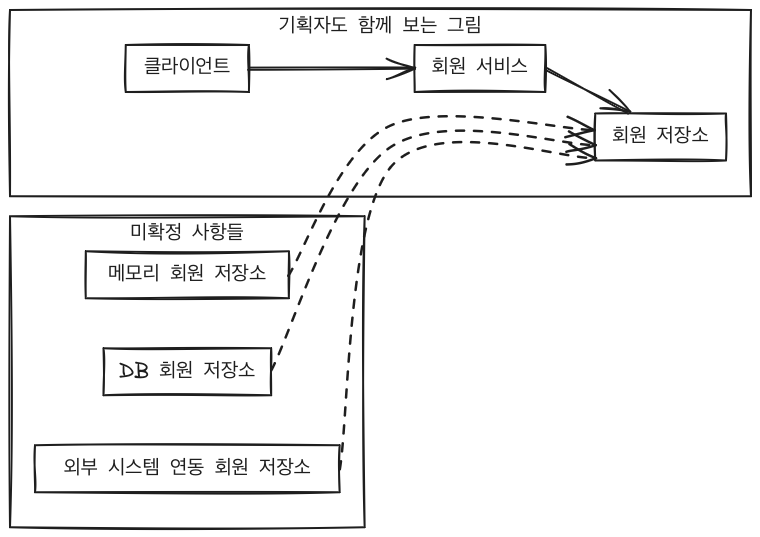 기획자도 함께 보는 그림
클라이언트
회원 서비스
회원 저장소
미확정 사항들
메모리 회원 저장소
DB 회원 저장소
외부 시스템 연동 회원 저장소